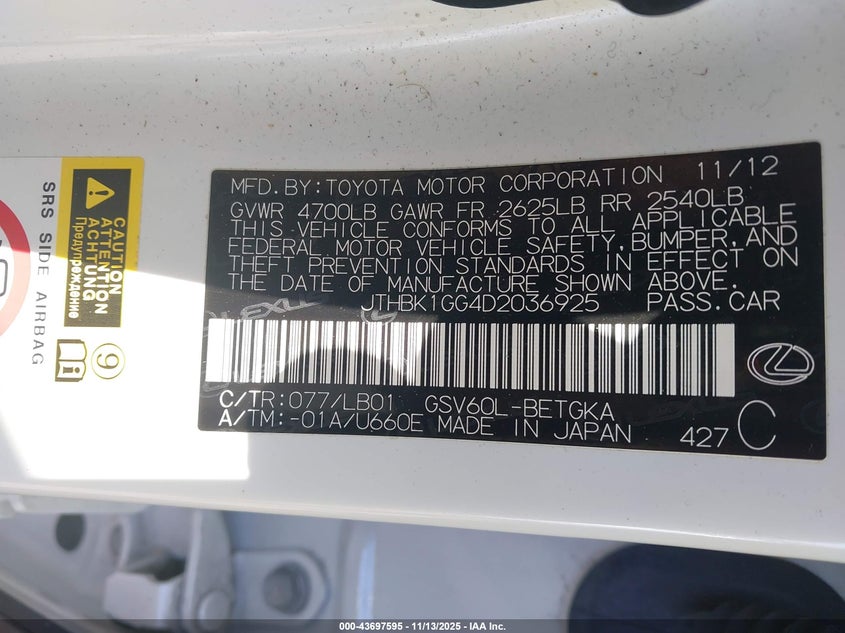 MFD. BY: TOYOTA MOTOR CORPORATION 11/12
GVWR 4700LB GAWR FR 2625LB RR 2540LB
THIS VEHICLE CONFORMS TO ALL APPLICABLE
FEDERAL MOTOR VEHICLE SAFETY, BUMPER, AND
THEFT PREVENTION STANDARDS IN EFFECT ON
THE DATE OF MANUFACTURE SHOWN ABOVE.
JTHBK1GG4D2036925 PASS. CAR
C/TR: 077/LB01 GSV60L-BETGKA
A/TM: -01A/U660E MADE IN JAPAN
427 C
CAUTION
ATTENTION
ACHTUNG
Предупреждение
SRS SIDE AIRBAG
9
000-43697595 - 11/13/2025 - IAA Inc.